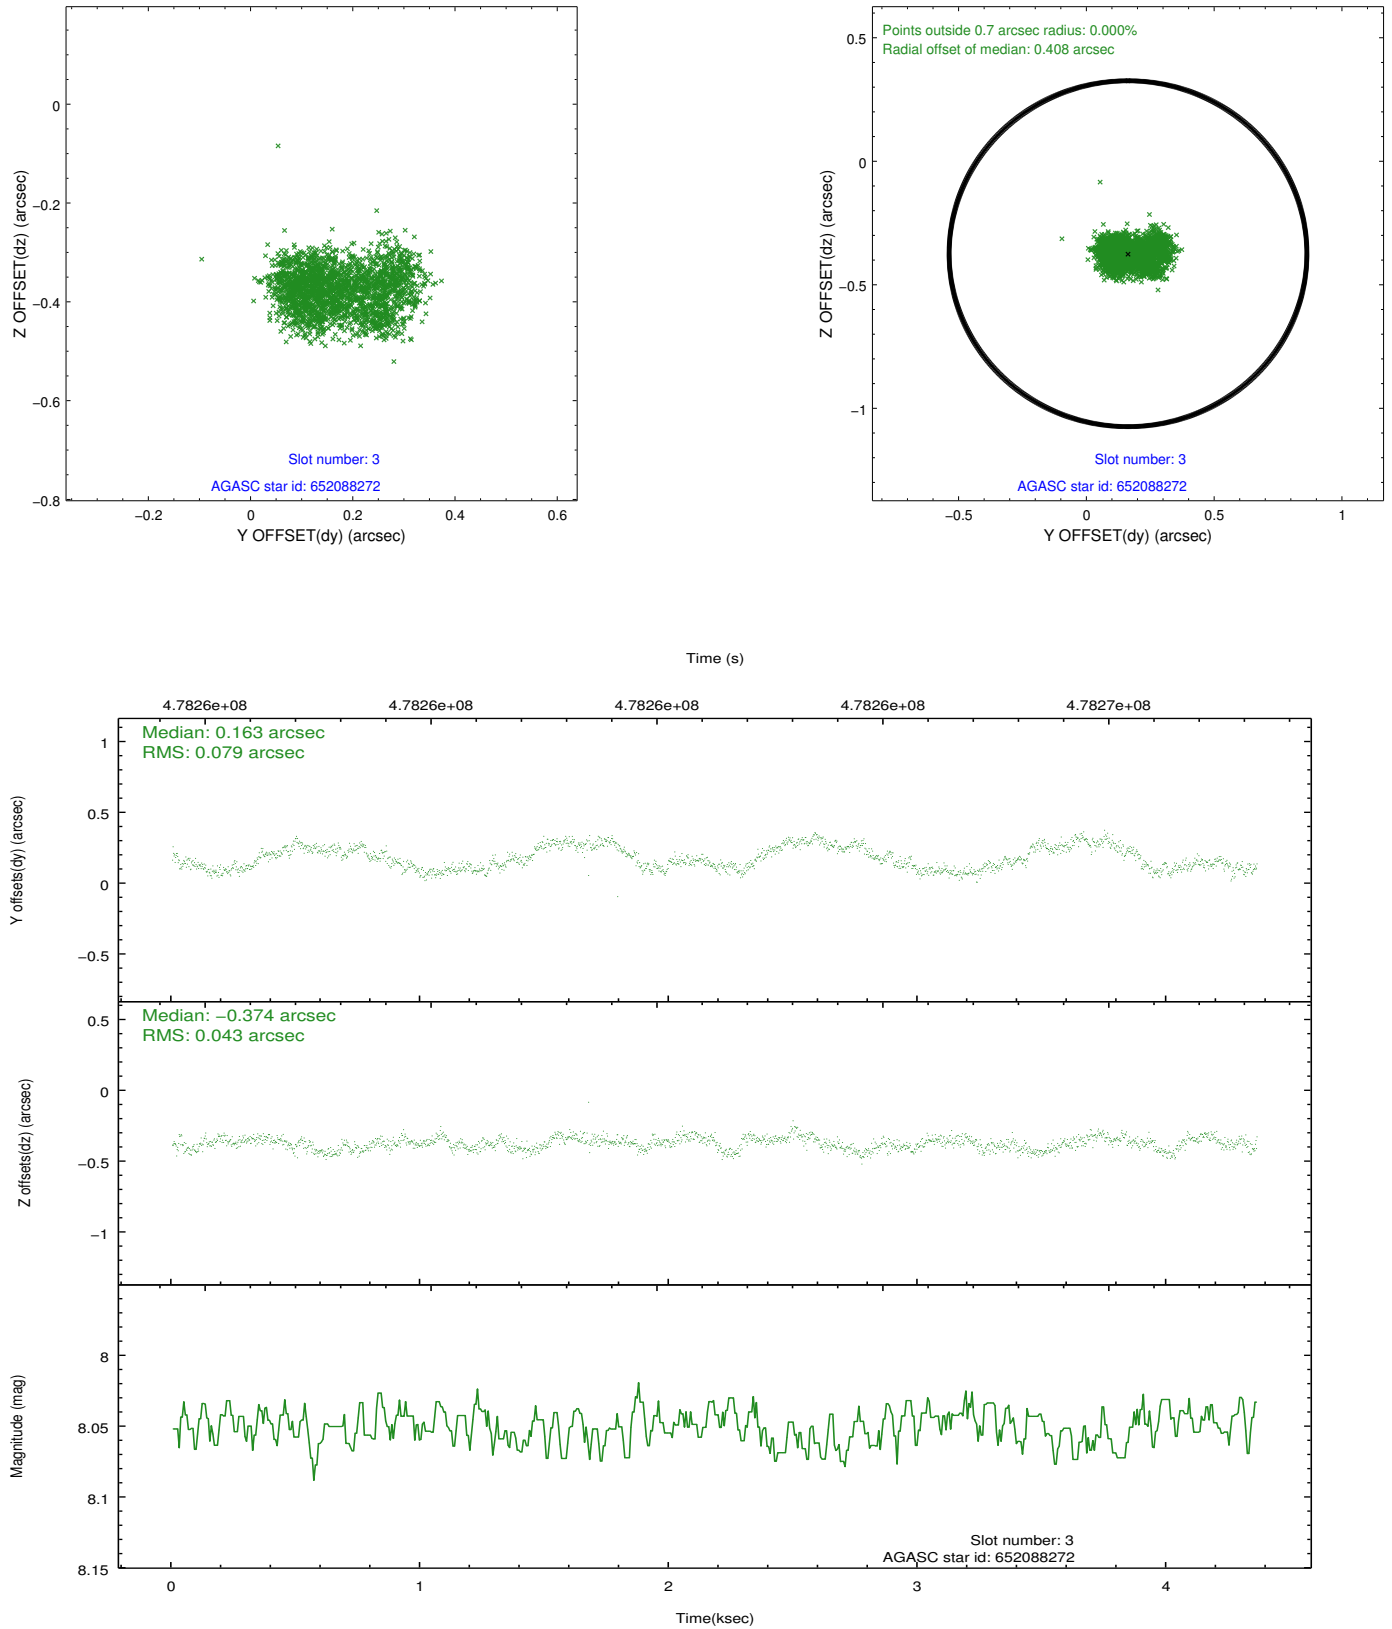 0
−0.2
−0.4
−0.6
−0.8
Z OFFSET(dz) (arcsec)
Slot number: 3
AGASC star id: 652088272
−0.2 0 0.2 0.4 0.6
Y OFFSET(dy) (arcsec)
Points outside 0.7 arcsec radius: 0.000%
Radial offset of median: 0.408 arcsec
0.5
0
−0.5
−1
Z OFFSET(dz) (arcsec)
Slot number: 3
AGASC star id: 652088272
−0.5 0 0.5 1
Y OFFSET(dy) (arcsec)
Time (s)
4.7826e+08 4.7826e+08 4.7826e+08 4.7826e+08 4.7827e+08
Median: 0.163 arcsec
RMS: 0.079 arcsec
1
0.5
0
−0.5
Y offsets(dy) (arcsec)
Median: −0.374 arcsec
RMS: 0.043 arcsec
0.5
0
−0.5
−1
Z offsets(dz) (arcsec)
8
8.05
8.1
8.15
Magnitude (mag)
Slot number: 3
AGASC star id: 652088272
0 1 2 3 4
Time(ksec)